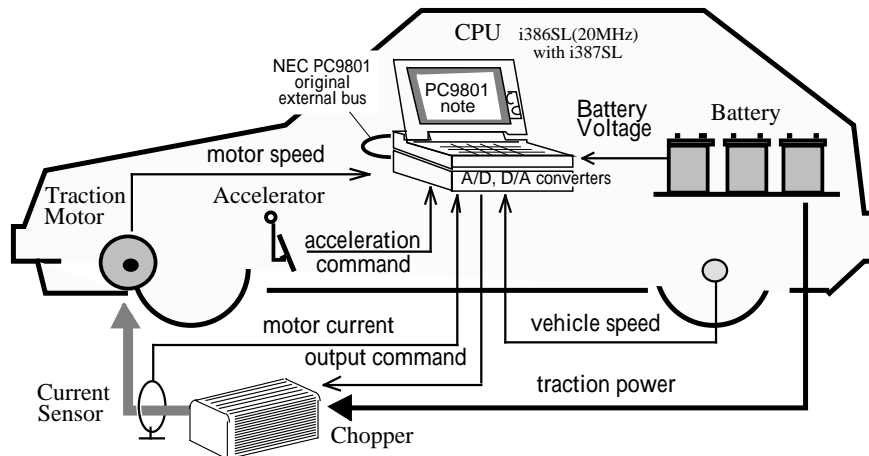 CPU i386SL(20MHz)
with i387SL
NEC PC9801
original
external bus
PC9801
note
Battery
Voltage
Battery
motor speed
A/D, D/A converters
Traction
Motor
Accelerator
acceleration
command
motor current
vehicle speed
output command
Current
Sensor
traction power
Chopper